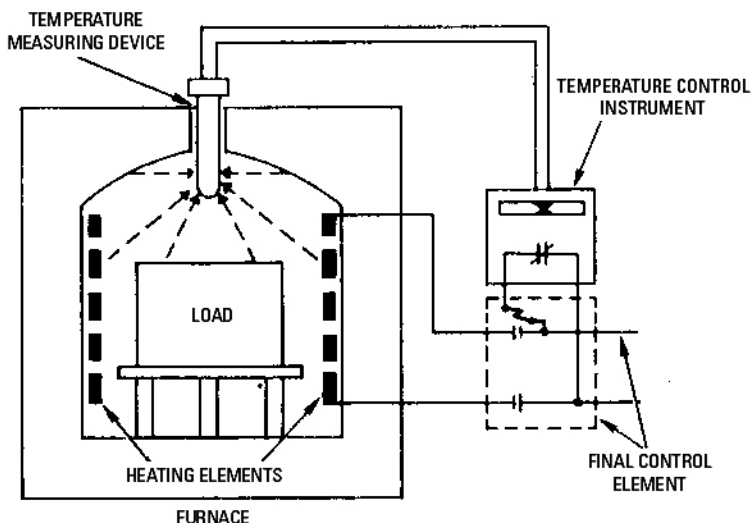 TEMPERATURE
MEASURING DEVICE
TEMPERATURE CONTROL
INSTRUMENT
LOAD
HEATING ELEMENTS
FINAL CONTROL
ELEMENT
FURNACE